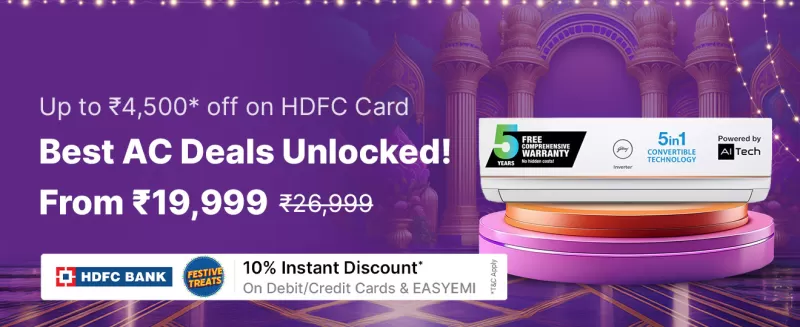 Up to ₹4,500* off on HDFC Card
Best AC Deals Unlocked!
From ₹19,999 ₹26,999
HDFC BANK
FESTIVE
TREATS
10% Instant Discount*
On Debit/Credit Cards & EASYEMI
*T&C Apply
5
YEARS
FREE
COMPREHENSIVE
WARRANTY
No hidden costs!
Godrej
Inverter
5in1
CONVERTIBLE
TECHNOLOGY
Powered by
AI Tech